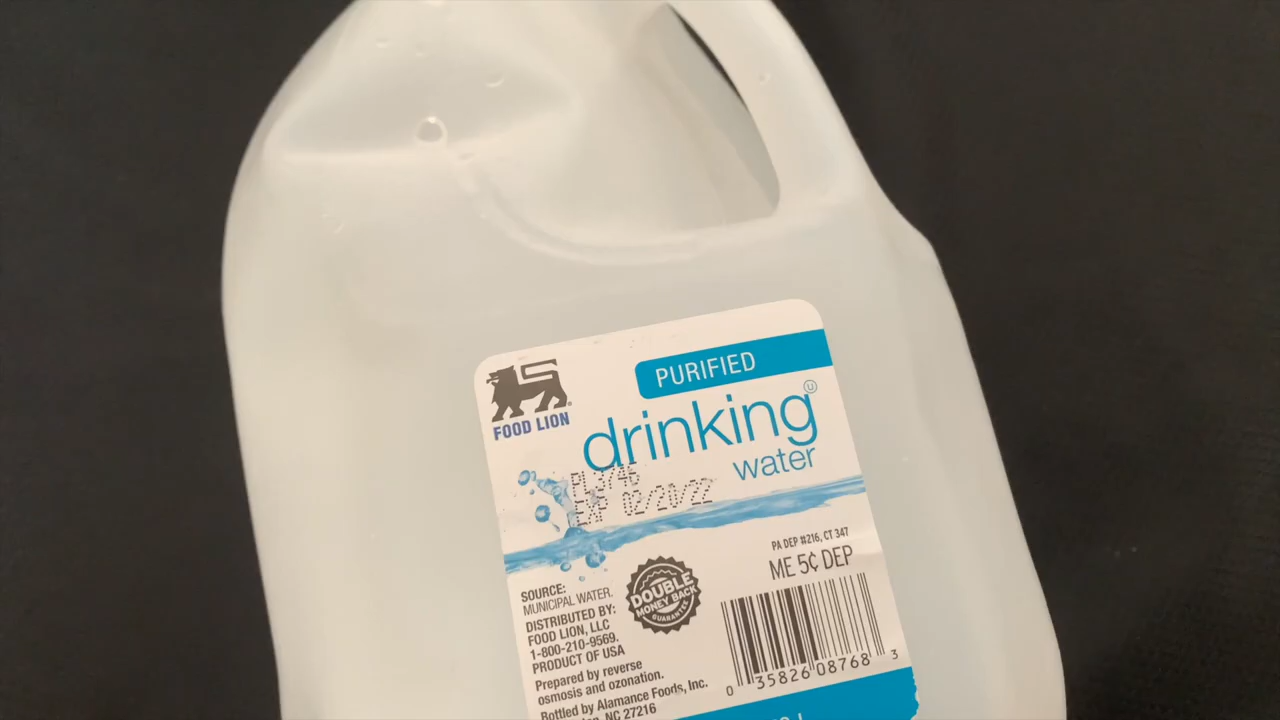 PURIFIED
FOOD LION
drinking
U
water
PL3746
EXP 02/20/22
PA DEP #216, CT 347
ME 5¢ DEP
SOURCE:
MUNICIPAL WATER.
DISTRIBUTED BY:
FOOD LION, LLC
1-800-210-9569.
PRODUCT OF USA
DOUBLE
MONEY BACK
GUARANTEE
Prepared by reverse
osmosis and ozonation.
Bottled by Alamance Foods, Inc.
NC 27216
0 35826 08768 3